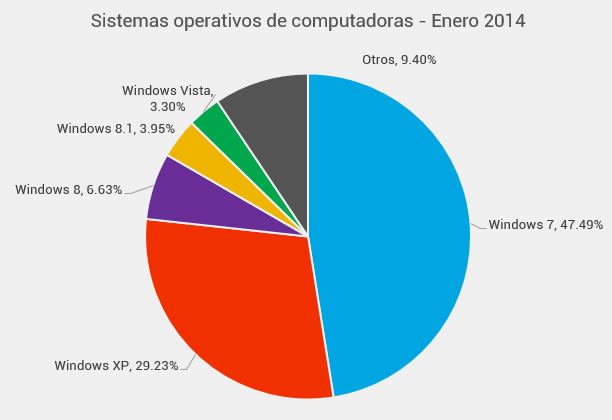 Sistemas operativos de computadoras - Enero 2014
Otros, 9.40%
Windows Vista,
3.30%
Windows 8.1, 3.95%
Windows 8, 6.63%
Windows 7, 47.49%
Windows XP, 29.23%